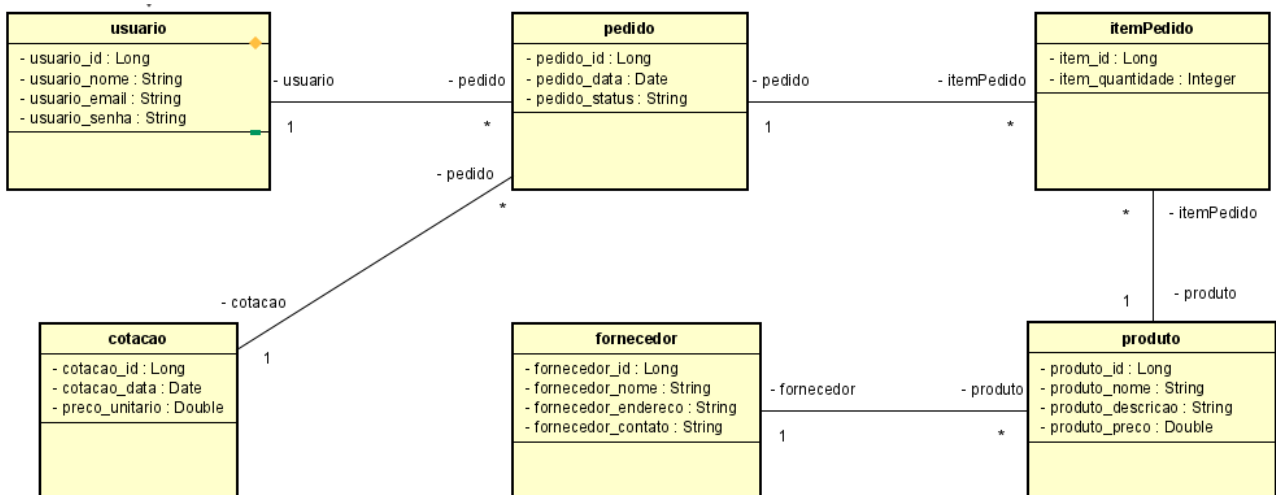 usuario
- usuario_id : Long
- usuario_nome : String
- usuario_email : String
- usuario_senha : String
- usuario
1
- pedido
*
pedido
- pedido_id : Long
- pedido_data : Date
- pedido_status : String
- pedido
1
- itemPedido
*
itemPedido
- item_id : Long
- item_quantidade : Integer
- pedido
*
- cotacao
1
*
- itemPedido
1
- produto
cotacao
- cotacao_id : Long
- cotacao_data : Date
- preco_unitario : Double
fornecedor
- fornecedor_id : Long
- fornecedor_nome : String
- fornecedor_endereco : String
- fornecedor_contato : String
- fornecedor
1
- produto
*
produto
- produto_id : Long
- produto_nome : String
- produto_descricao : String
- produto_preco : Double